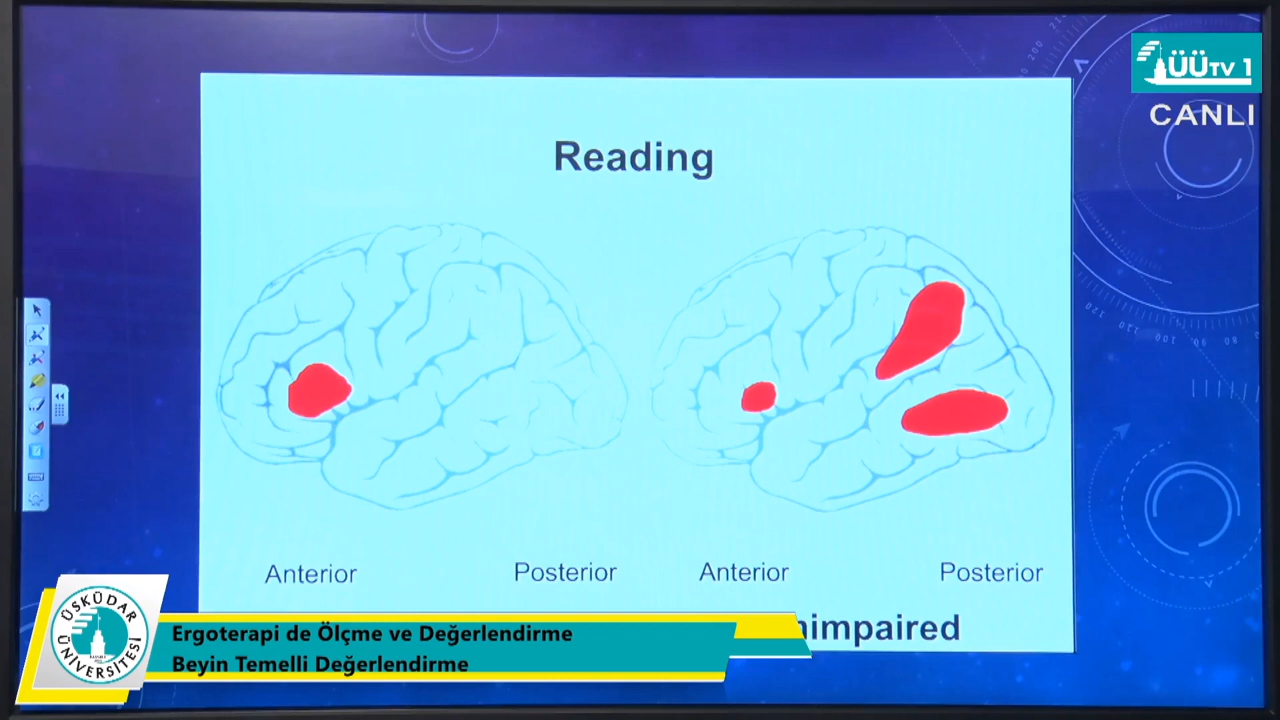 ÜÜTV 1
CANLI
Reading
Anterior
Posterior
Anterior
Posterior
ÜSKÜDAR ÜNİVERSİTESİ
Ergoterapi de Ölçme ve Değerlendirme
Beyin Temelli Değerlendirme
nimpaired